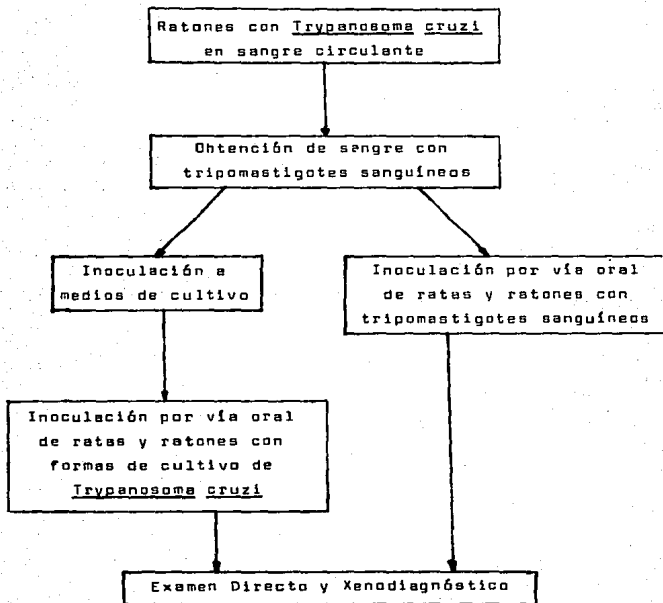 Ratones con Trypanosoma cruzi
en sangre circulante
Obtención de sangre con
tripomastigotes sanguíneos
Inoculación a
medios de cultivo
Inoculación por vía oral
de ratas y ratones con
tripomastigotes sanguíneos
Inoculación por vía oral
de ratas y ratones con
formas de cultivo de
Trypanosoma cruzi
Examen Directo y Xenodiagnóstico